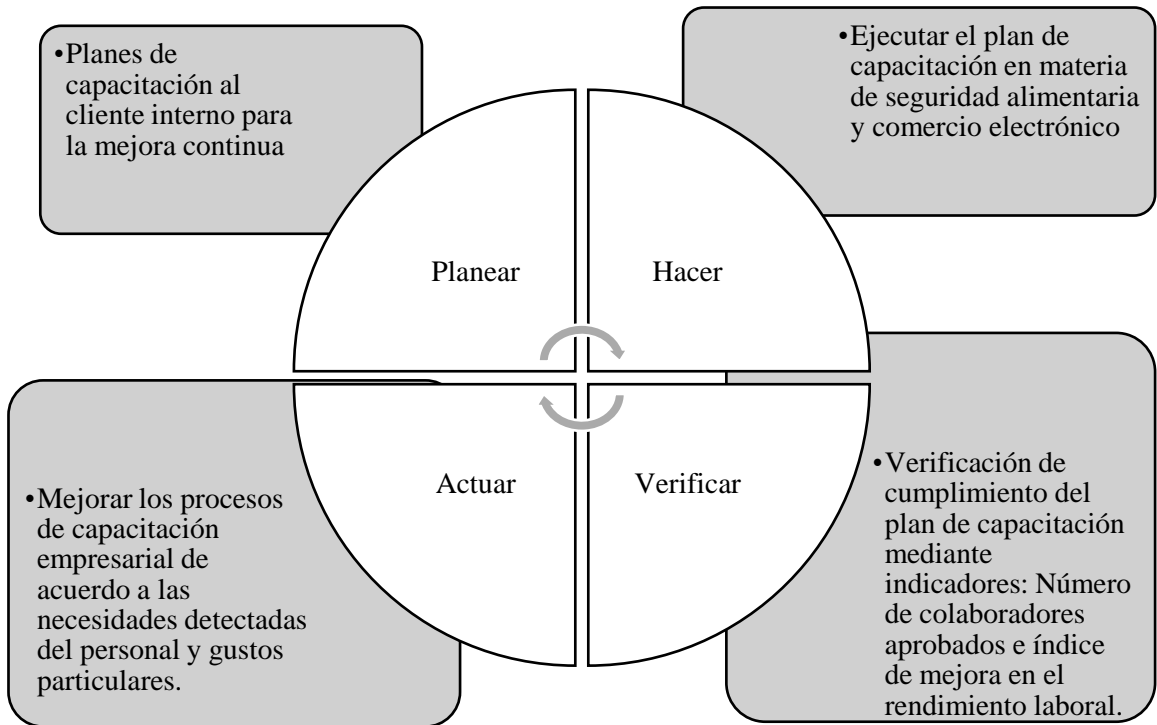 •Planes de
capacitación al
cliente interno para
la mejora continua
•Ejecutar el plan de
capacitación en materia
de seguridad alimentaria
y comercio electrónico
Planear
Hacer
Actuar
Verificar
•Mejorar los procesos
de capacitación
empresarial de
acuerdo a las
necesidades detectadas
del personal y gustos
particulares.
•Verificación de
cumplimiento del
plan de capacitación
mediante
indicadores: Número
de colaboradores
aprobados e índice
de mejora en el
rendimiento laboral.